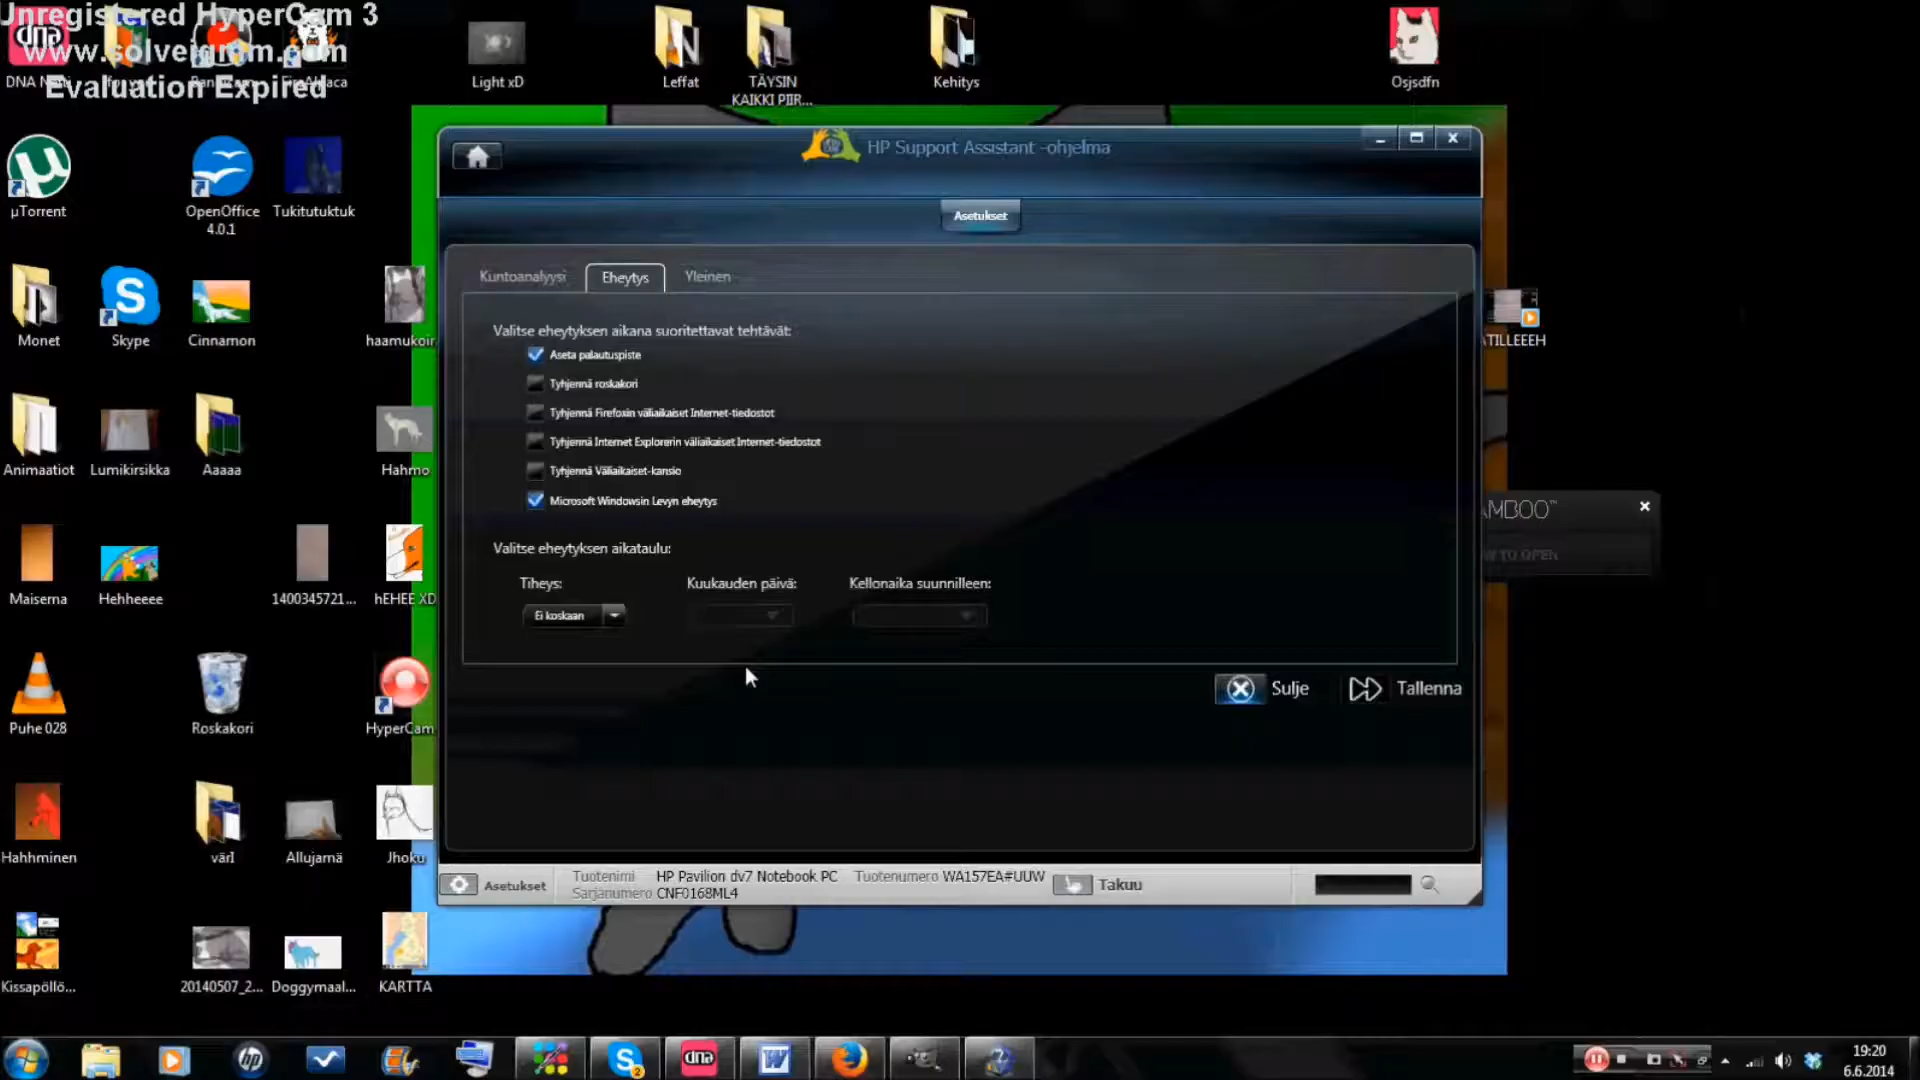 Unregistered HyperCam 3
www.solveigmm.com
Evaluation Expired
Light xD
Leffat
TÄYSIN
KAIKKI PIIR...
Kehitys
Osjsdfn
µTorrent
OpenOffice
4.0.1
Tukitutuktuk
Monet
Skype
Cinnamon
haamukoir
Animaatiot
Lumikirsikka
Aaaaa
Hahmo
Maisema
Hehheeee
1400345721...
hEHEE XD
Puhe 028
Roskakori
HyperCam
Hahhminen
Allujamä
Jhoku
Kissapöllö...
20140507_2...
Doggymaal...
KARTTA
HP Support Assistant -ohjelma
Asetukset
Kuntoanalyysi
Eheytys
Yleinen
Valitse eheytyksen aikana suoritettavat tehtävät:
Aseta palautuspiste
Tyhjennä roskakori
Tyhjennä Firefoxin väliaikaiset Internet-tiedostot
Tyhjennä Internet Explorerin väliaikaiset Internet-tiedostot
Tyhjennä Väliaikaiset-kansio
Microsoft Windowsin Levyn eheytys
Valitse eheytyksen aikataulu:
Tiheys:
Kuukauden päivä:
Kellonaika suunnilleen:
Ei koskaan
Sulje
Tallenna
Asetukset
Tuotenimi HP Pavilion dv7 Notebook PC Tuotenumero WA157EA#UUW
Sarjanumero CNF0168ML4
Takuu
TILLEEEH
MBOO™
W TO OPEN
dna
19:20
6.6.2014